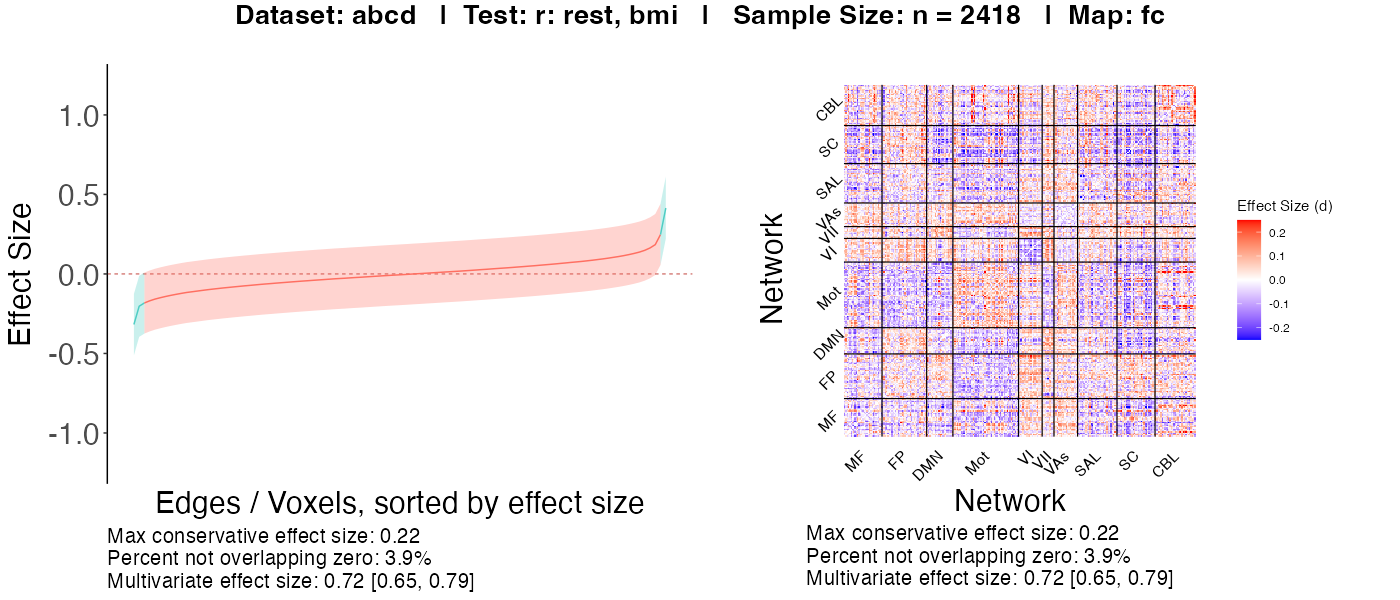 Dataset: abcd | Test: r: rest, bmi | Sample Size: n = 2418 | Map: fc
Effect Size
1.0
0.5
0.0
-0.5
-1.0
Edges / Voxels, sorted by effect size
Max conservative effect size: 0.22
Percent not overlapping zero: 3.9%
Multivariate effect size: 0.72 [0.65, 0.79]
Network
CBL
SC
SAL
VAs
VII
VI
Mot
DMN
FP
MF
MF FP DMN Mot VI VII VAs SAL SC CBL
Network
Max conservative effect size: 0.22
Percent not overlapping zero: 3.9%
Multivariate effect size: 0.72 [0.65, 0.79]
Effect Size (d)
0.2
0.1
0.0
-0.1
-0.2